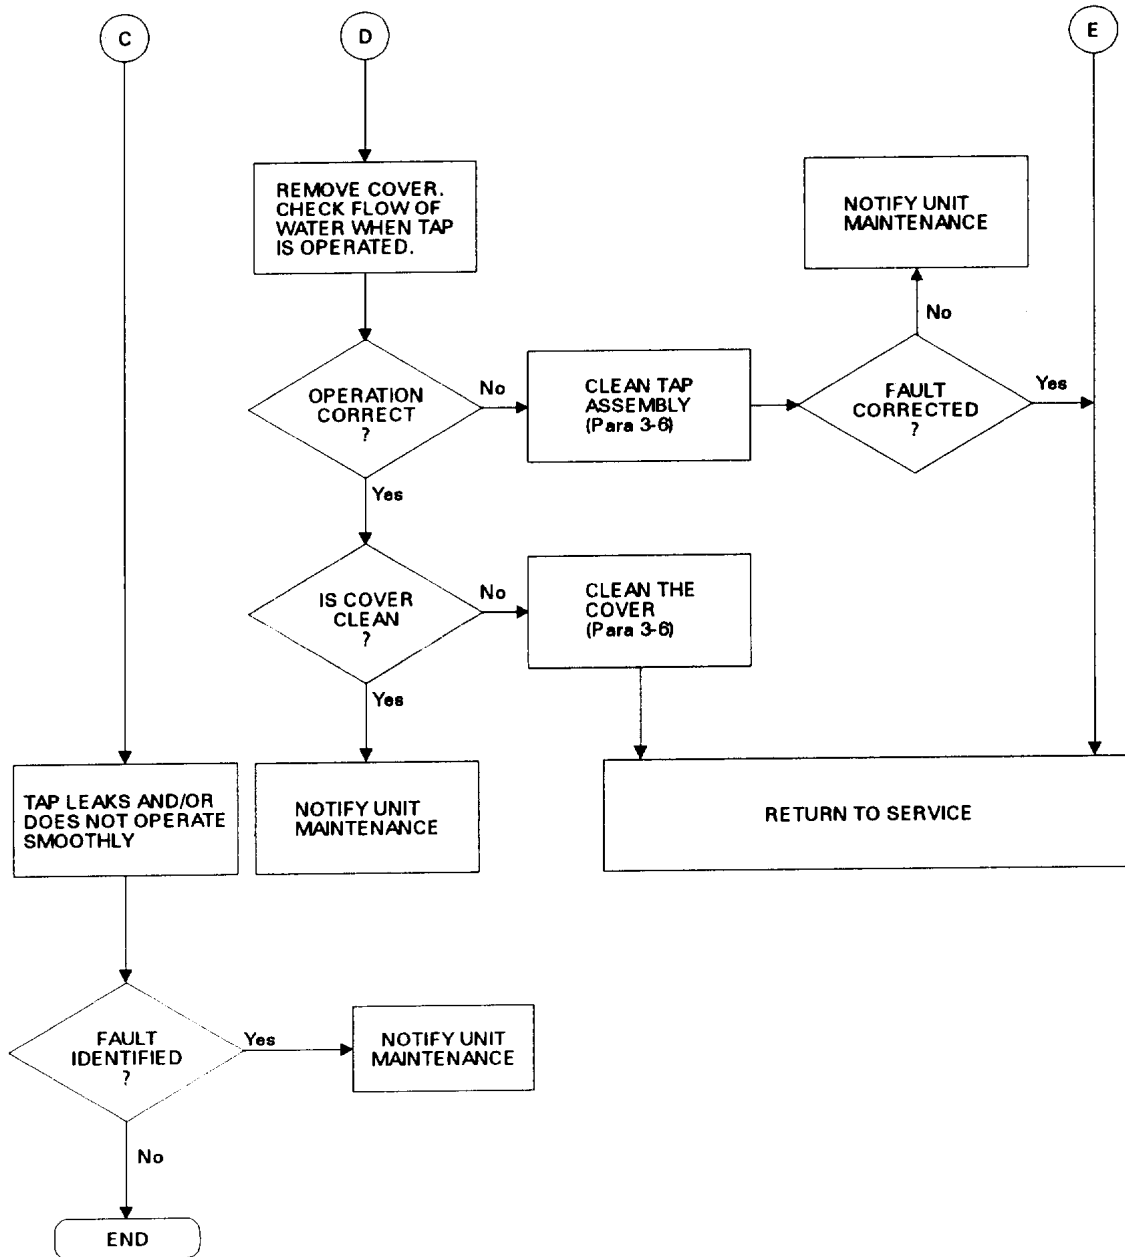 C
D
E
REMOVE COVER.
CHECK FLOW OF
WATER WHEN TAP
IS OPERATED.
NOTIFY UNIT
MAINTENANCE
No
OPERATION
CORRECT
?
No
CLEAN TAP
ASSEMBLY
(Para 3-6)
FAULT
CORRECTED
?
Yes
Yes
IS COVER
CLEAN
?
No
CLEAN THE
COVER
(Para 3-6)
Yes
TAP LEAKS AND/OR
DOES NOT OPERATE
SMOOTHLY
NOTIFY UNIT
MAINTENANCE
RETURN TO SERVICE
FAULT
IDENTIFIED
?
Yes
NOTIFY UNIT
MAINTENANCE
No
END